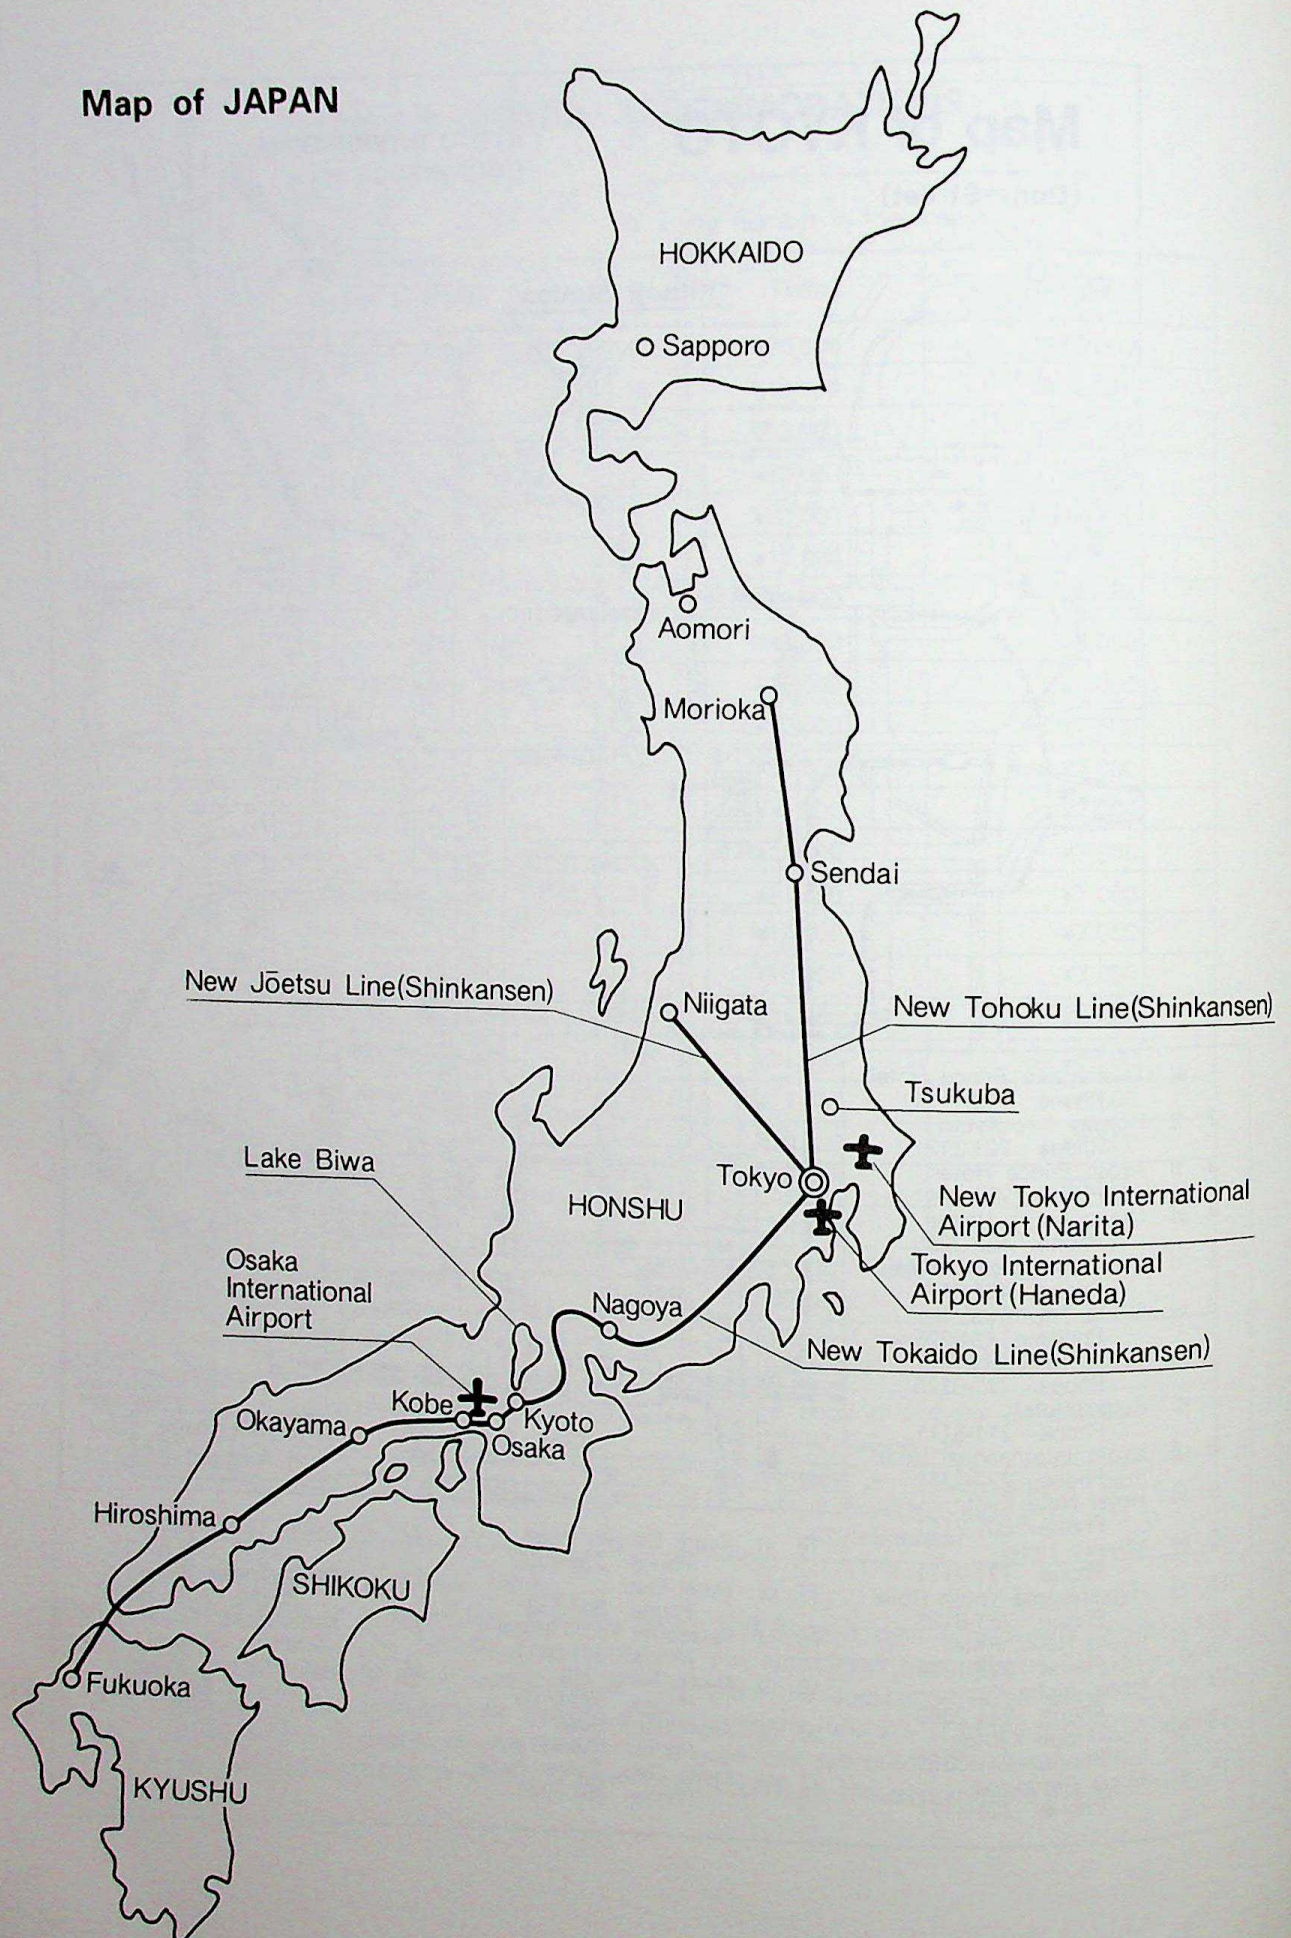 Map of JAPAN
HOKKAIDO
Sapporo
Aomori
Morioka
Sendai
New Jōetsu Line(Shinkansen)
Niigata
New Tohoku Line(Shinkansen)
Tsukuba
Lake Biwa
Tokyo
HONSHU
New Tokyo International
Airport(Narita)
Osaka
International
Airport
Tokyo International
Airport(Haneda)
Nagoya
New Tokaido Line(Shinkansen)
Kobe
Okayama
Kyoto
Osaka
Hiroshima
SHIKOKU
Fukuoka
KYUSHU